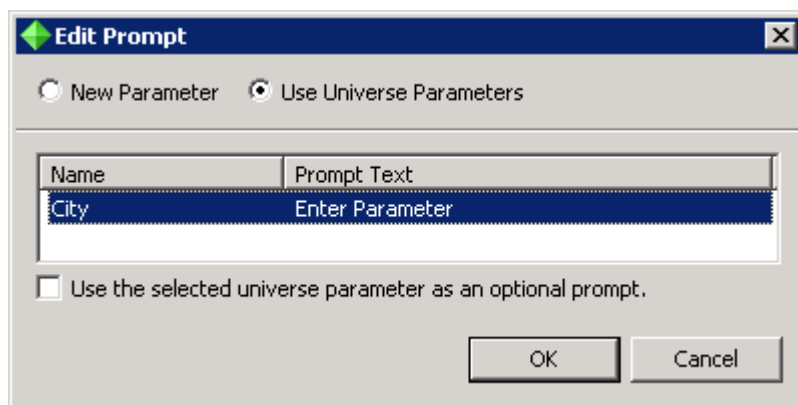 Edit Prompt
New Parameter Use Universe Parameters
Name Prompt Text
City Enter Parameter
Use the selected universe parameter as an optional prompt.
OK Cancel